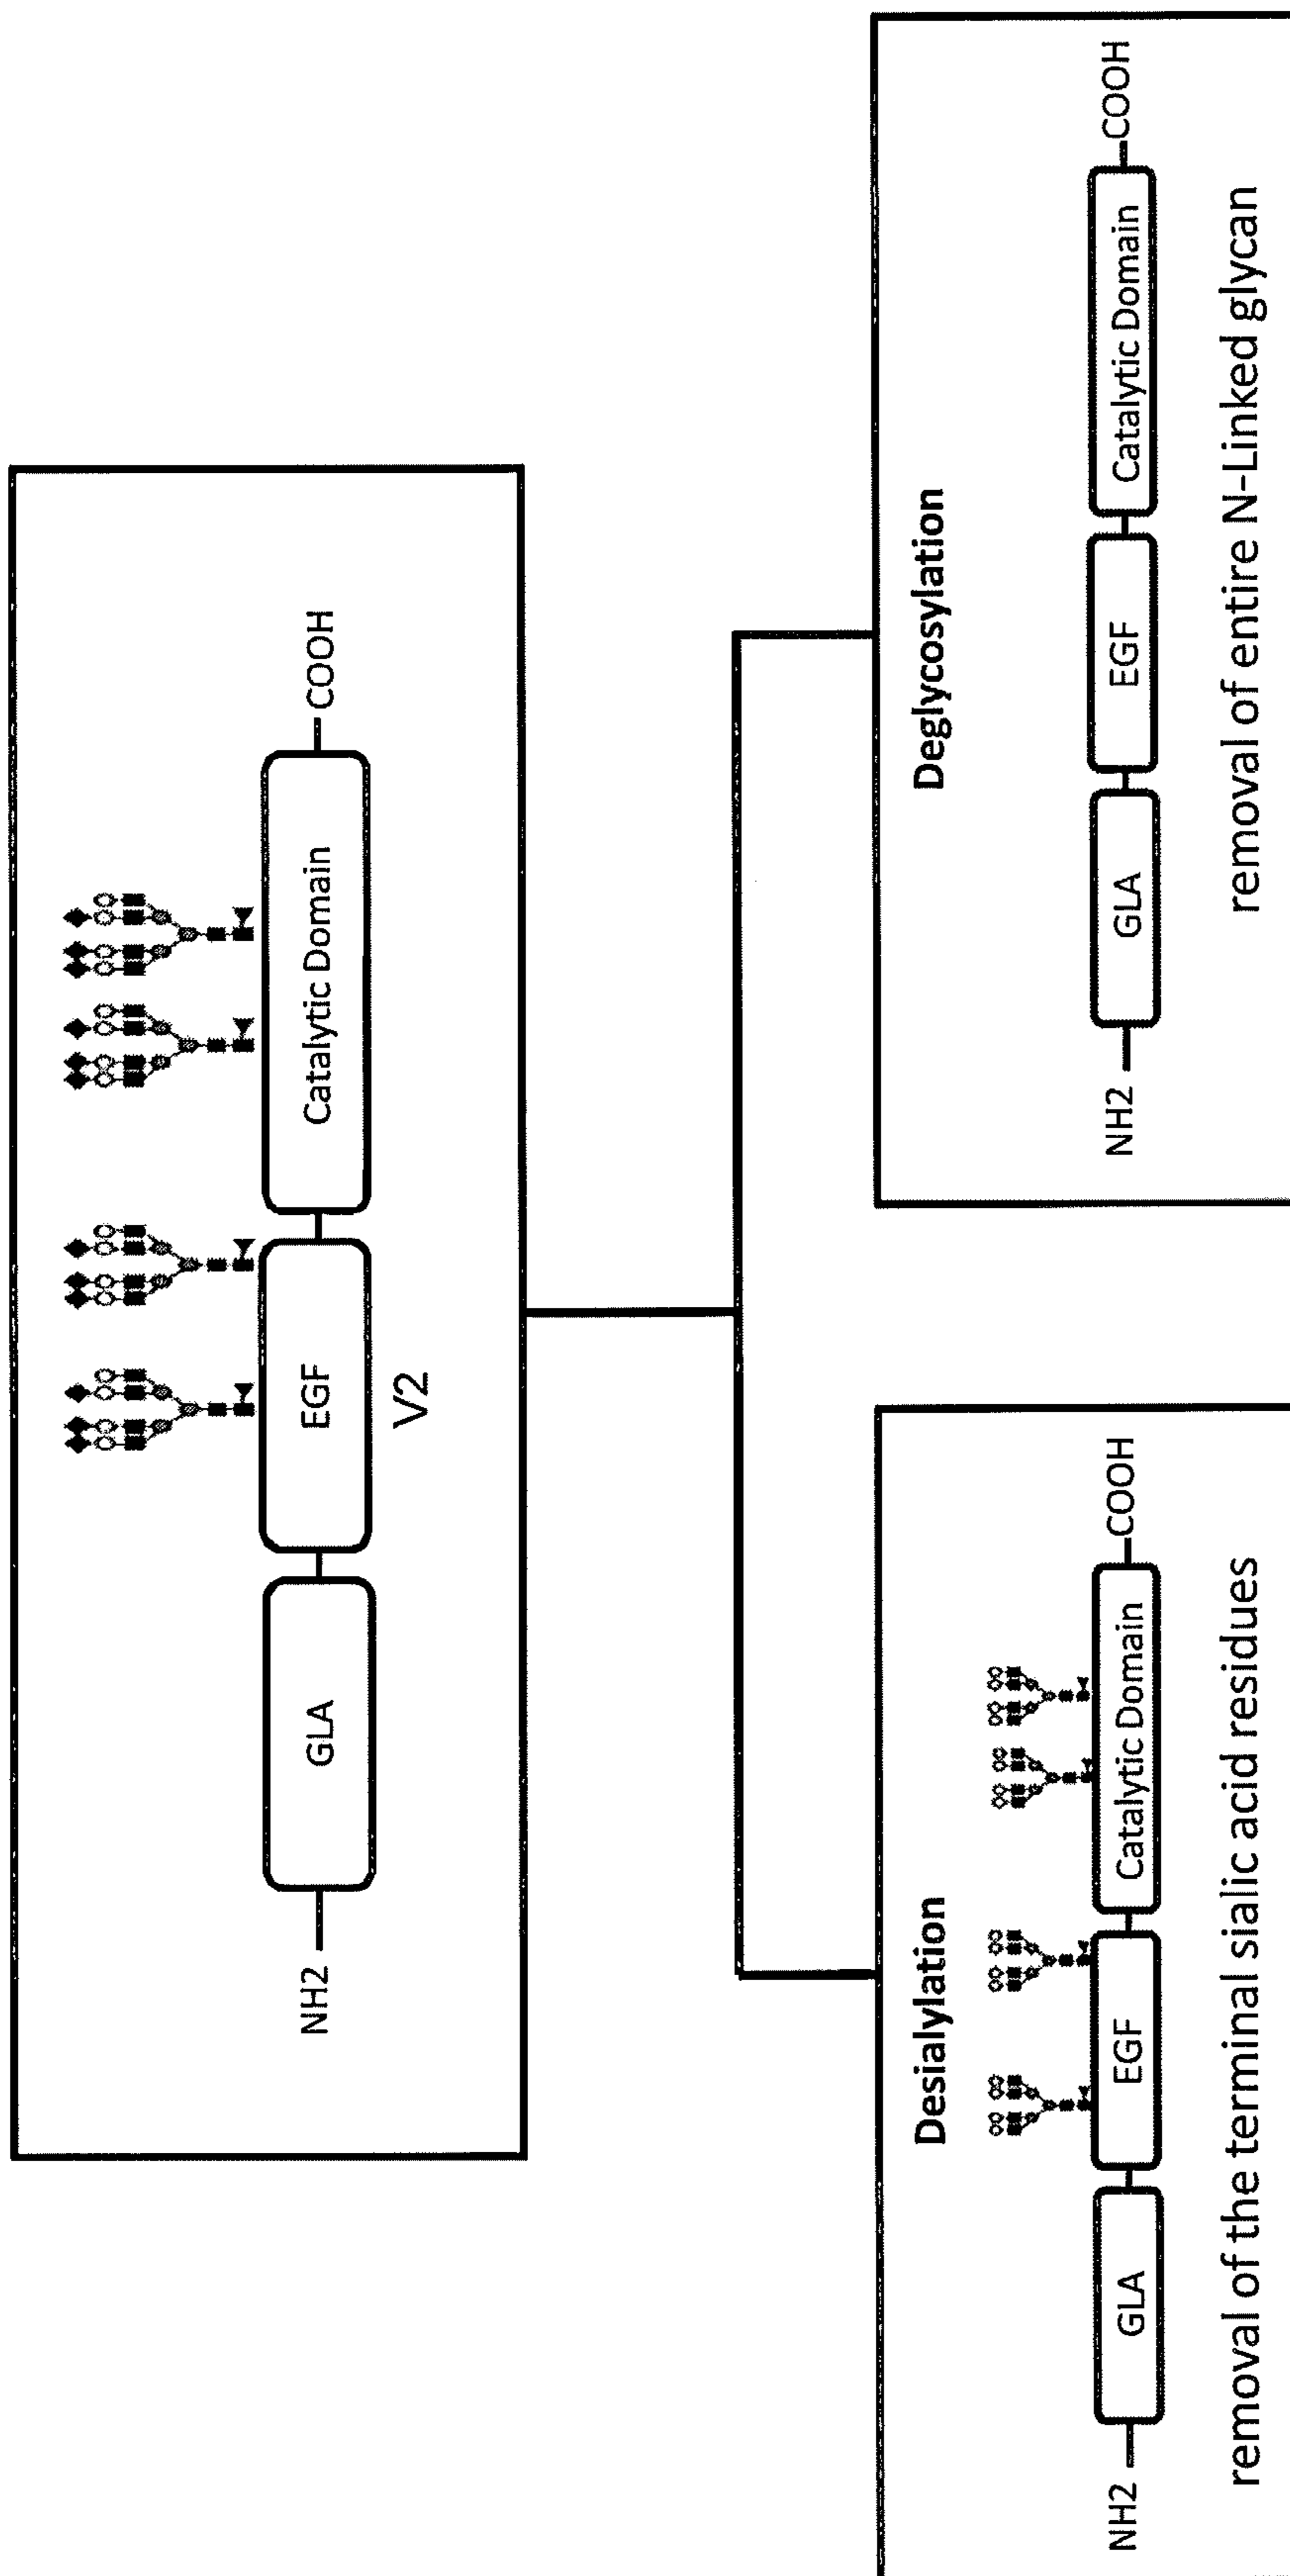 NH2
GLA
EGF
Catalytic Domain
COOH
V2
Desialylation
NH2
GLA
EGF
Catalytic Domain
COOH
removal of the terminal sialic acid residues
Deglycosylation
NH2
GLA
EGF
Catalytic Domain
COOH
removal of entire N-Linked glycan